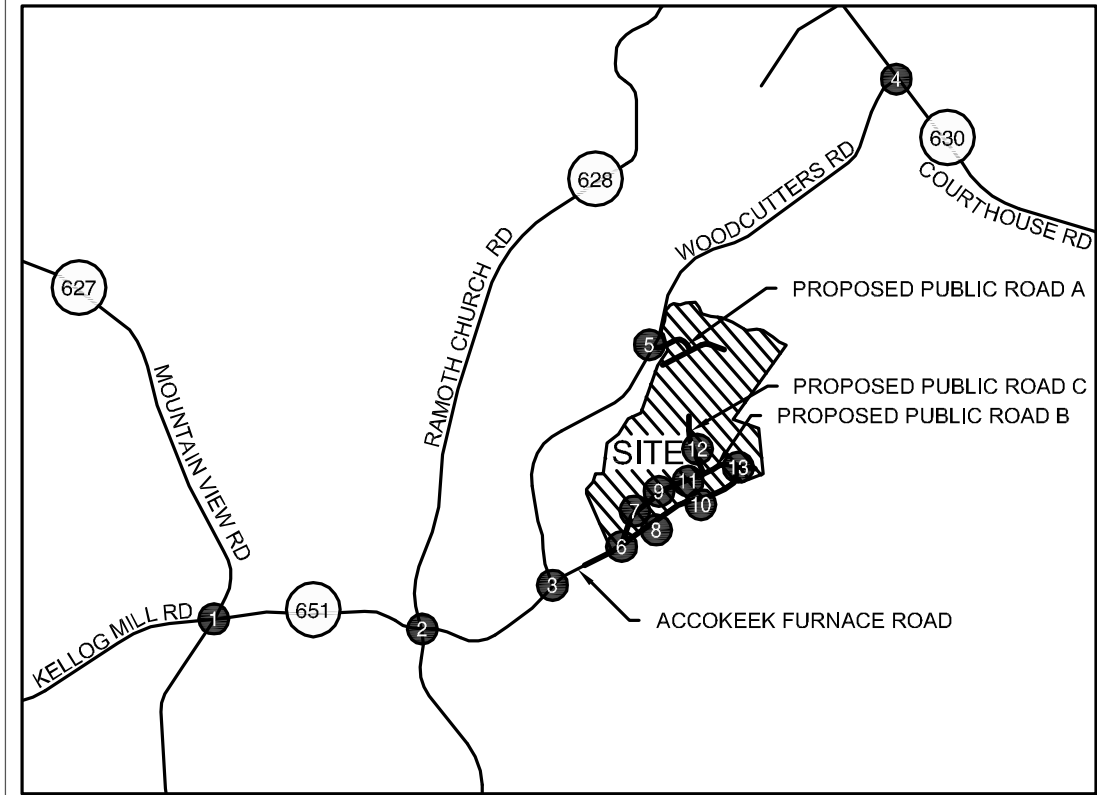 4
630
COURTHOUSE RD
WOODCUTTERS RD
628
RAMOTH CHURCH RD
627
MOUNTAIN VIEW RD
PROPOSED PUBLIC ROAD A
5
PROPOSED PUBLIC ROAD C
PROPOSED PUBLIC ROAD B
SITE
12
13
11
9
10
7
8
6
3
ACCOKEEK FURNACE ROAD
KELLOG MILL RD
1
651
2